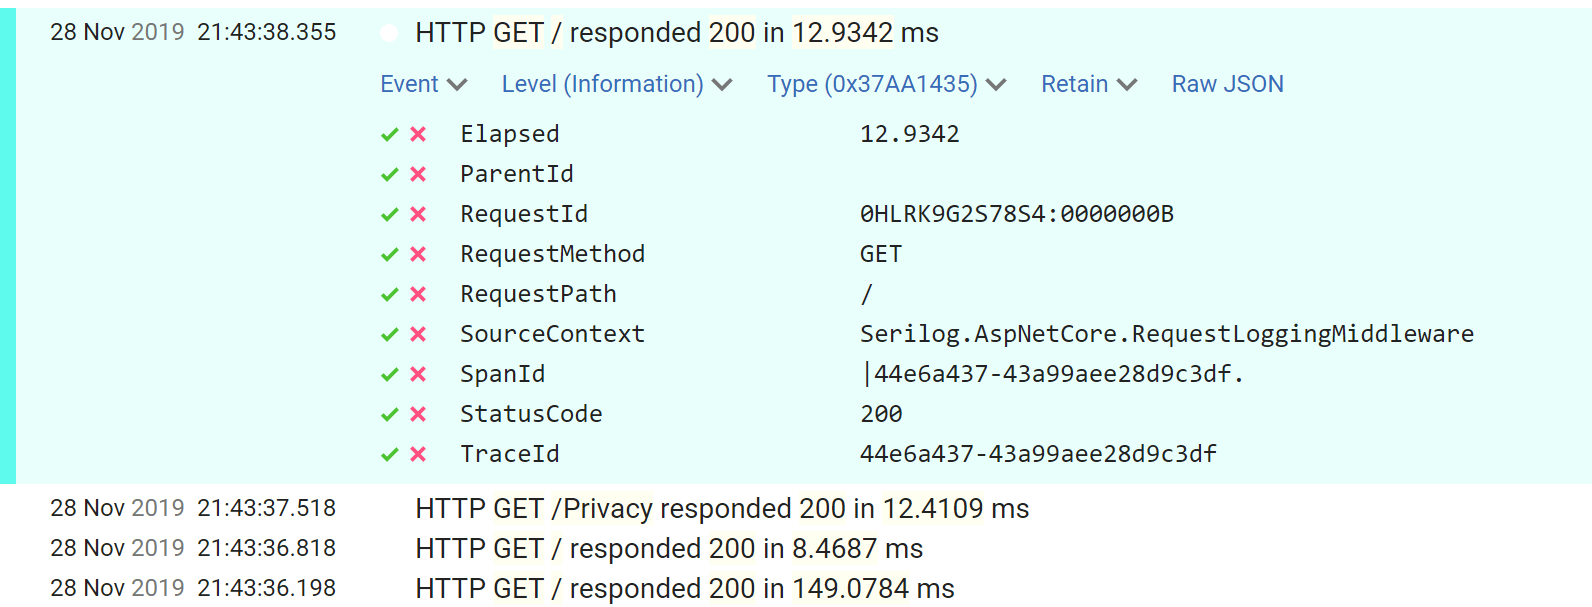 28 Nov 2019 21:43:38.355 HTTP GET / responded 200 in 12.9342 ms
Event Level (Information) Type (0x37AA1435) Retain Raw JSON
Elapsed 12.9342
ParentId
RequestId 0HLRK9G2S78S4:0000000B
RequestMethod GET
RequestPath /
SourceContext Serilog.AspNetCore.RequestLoggingMiddleware
SpanId |44e6a437-43a99aee28d9c3df.
StatusCode 200
TraceId 44e6a437-43a99aee28d9c3df
28 Nov 2019 21:43:37.518 HTTP GET /Privacy responded 200 in 12.4109 ms
28 Nov 2019 21:43:36.818 HTTP GET / responded 200 in 8.4687 ms
28 Nov 2019 21:43:36.198 HTTP GET / responded 200 in 149.0784 ms